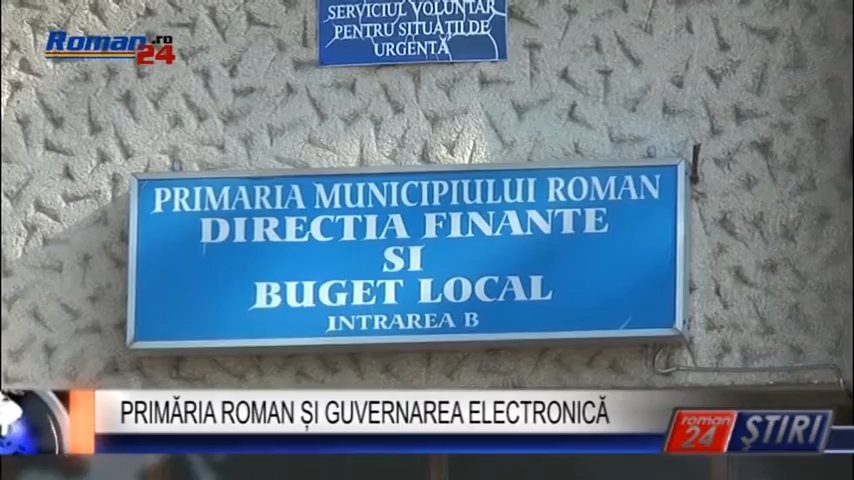 SERVICIUL VOLUNTAR
PENTRU SITUAȚII DE
URGENȚĂ
Roman.ro
24
PRIMARIA MUNICIPIULUI ROMAN
DIRECTIA FINANTE
SI
BUGET LOCAL
INTRAREA B
PRIMĂRIA ROMAN ȘI GUVERNAREA ELECTRONICĂ
roman
24
ȘTIRI